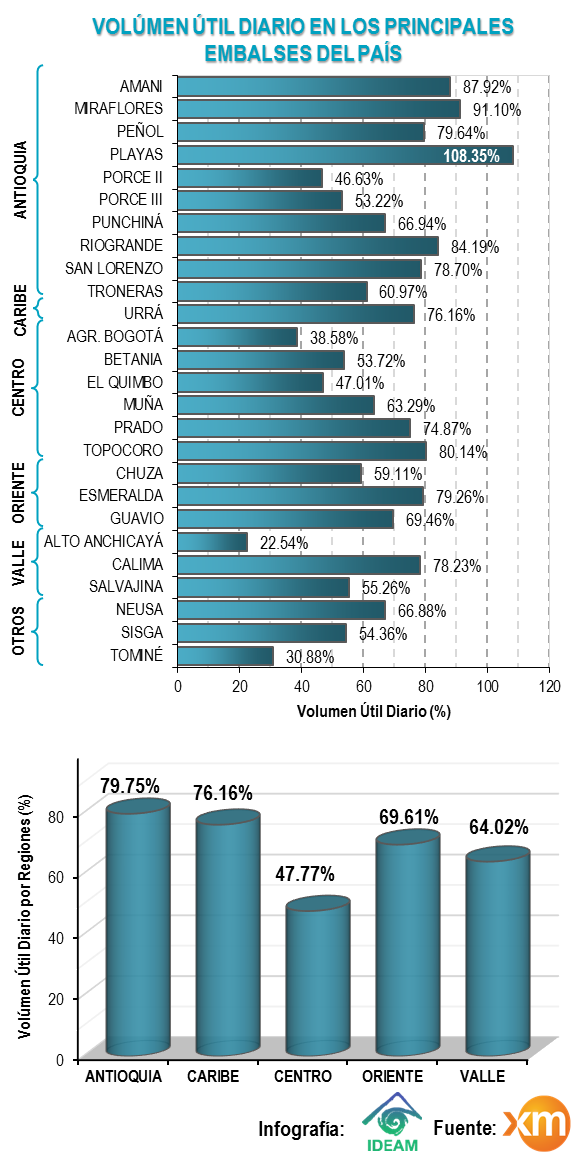 VOLÚMEN ÚTIL DIARIO EN LOS PRINCIPALES
EMBALSES DEL PAÍS
ANTIOQUIA
AMANI 87.92%
MIRAFLORES 91.10%
PEÑOL 79.64%
PLAYAS 108.35%
PORCE II 46.63%
PORCE III 53.22%
PUNCHINÁ 66.94%
RIOGRANDE 84.19%
SAN LORENZO 78.70%
TRONERAS 60.97%
CARIBE
URRÁ 76.16%
CENTRO
AGR. BOGOTÁ 38.58%
BETANIA 53.72%
EL QUIMBO 47.01%
MUÑA 63.29%
PRADO 74.87%
TOPOCORO 80.14%
ORIENTE
CHUZA 59.11%
ESMERALDA 79.26%
GUAVIO 69.46%
VALLE
ALTO ANCHICAYÁ 22.54%
CALIMA 78.23%
SALVAJINA 55.26%
OTROS
NEUSA 66.88%
SISGA 54.36%
TOMINÉ 30.88%
0 20 40 60 80 100 120
Volumen Útil Diario (%)
Volúmen Útil Diario por Regiones (%)
80
60
40
20
0
79.75% 76.16% 47.77% 69.61% 64.02%
ANTIOQUIA CARIBE CENTRO ORIENTE VALLE
Infografía: IDEAM Fuente: xm